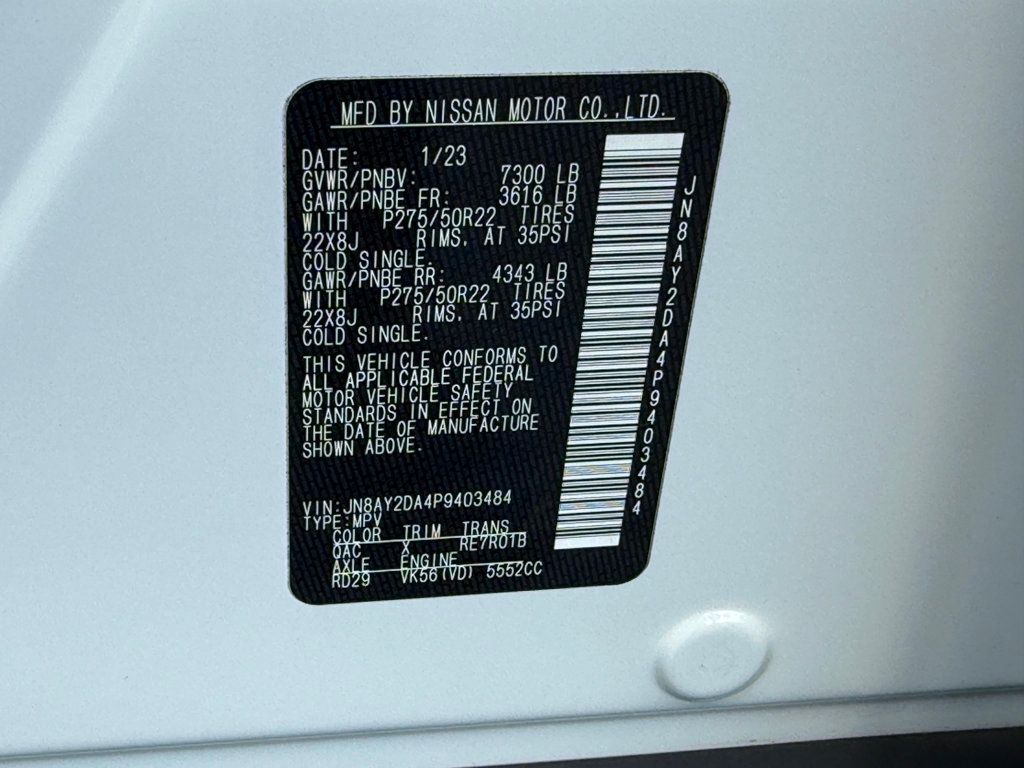 MFD BY NISSAN MOTOR CO.,LTD.
DATE: 1/23
GVWR/PNBV: 7300 LB
GAWR/PNBE FR: 3616 LB
WITH P275/50R22 TIRES
22X8J RIMS, AT 35PSI
COLD SINGLE.
GAWR/PNBE RR: 4343 LB
WITH P275/50R22 TIRES
22X8J RIMS, AT 35PSI
COLD SINGLE.
THIS VEHICLE CONFORMS TO
ALL APPLICABLE FEDERAL
MOTOR VEHICLE SAFETY
STANDARDS IN EFFECT ON
THE DATE OF MANUFACTURE
SHOWN ABOVE.
VIN:JN8AY2DA4P9403484
TYPE:MPV
COLOR TRIM TRANS
QAC X RE7R01B
AXLE ENGINE
RD29 VK56(VD) 5552CC
JN8AY2DA4P9403484